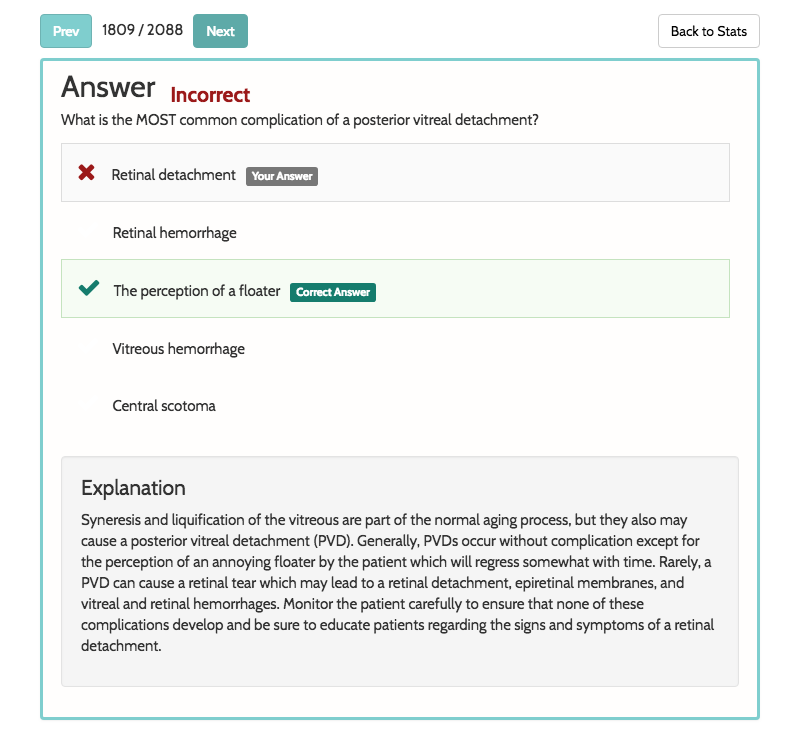 Prev 1809 / 2088 Next Back to Stats
Answer Incorrect
What is the MOST common complication of a posterior vitreal detachment?
Retinal detachment Your Answer
Retinal hemorrhage
The perception of a floater Correct Answer
Vitreous hemorrhage
Central scotoma
Explanation
Syneresis and liquification of the vitreous are part of the normal aging process, but they also may
cause a posterior vitreal detachment (PVD). Generally, PVDs occur without complication except for
the perception of an annoying floater by the patient which will regress somewhat with time. Rarely, a
PVD can cause a retinal tear which may lead to a retinal detachment, epiretinal membranes, and
vitreal and retinal hemorrhages. Monitor the patient carefully to ensure that none of these
complications develop and be sure to educate patients regarding the signs and symptoms of a retinal
detachment.